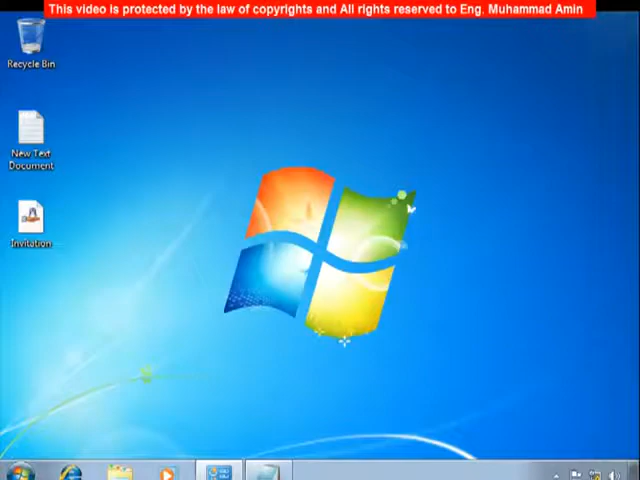 This video is protected by the law of copyrights and All rights reserved to Eng. Muhammad Amin
Recycle Bin
New Text
Document
Invitation